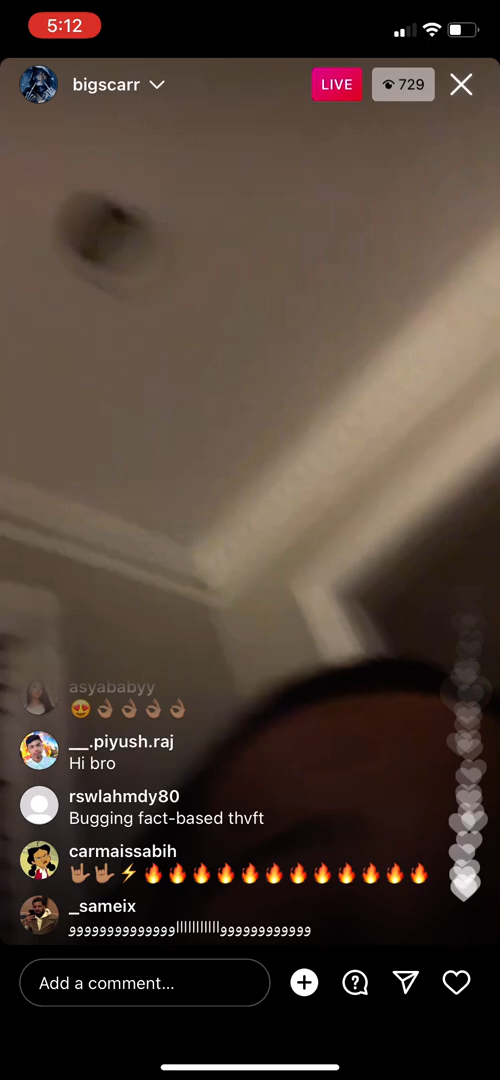 5:12
bigscarr
LIVE
729
asyababyy
😍👌🏽👌🏽👌🏽👌🏽
__.piyush.raj
Hi bro
rswlahmdy80
Bugging fact-based thvft
carmaissabih
🤟🏽🤟🏽⚡🔥🔥🔥🔥🔥🔥🔥🔥🔥🔥🔥🔥
_sameix
وووووووووووووواااااااااااوووووووووووو
Add a comment...